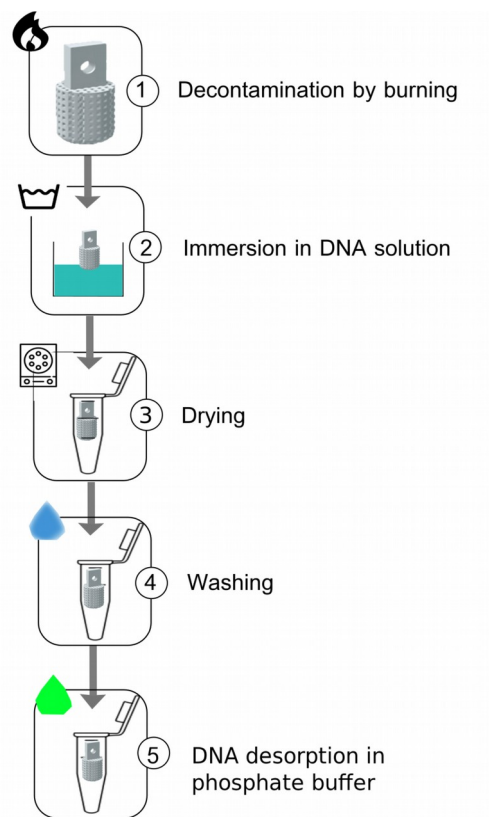 1 Decontamination by burning
2 Immersion in DNA solution
3 Drying
4 Washing
5 DNA desorption in
phosphate buffer